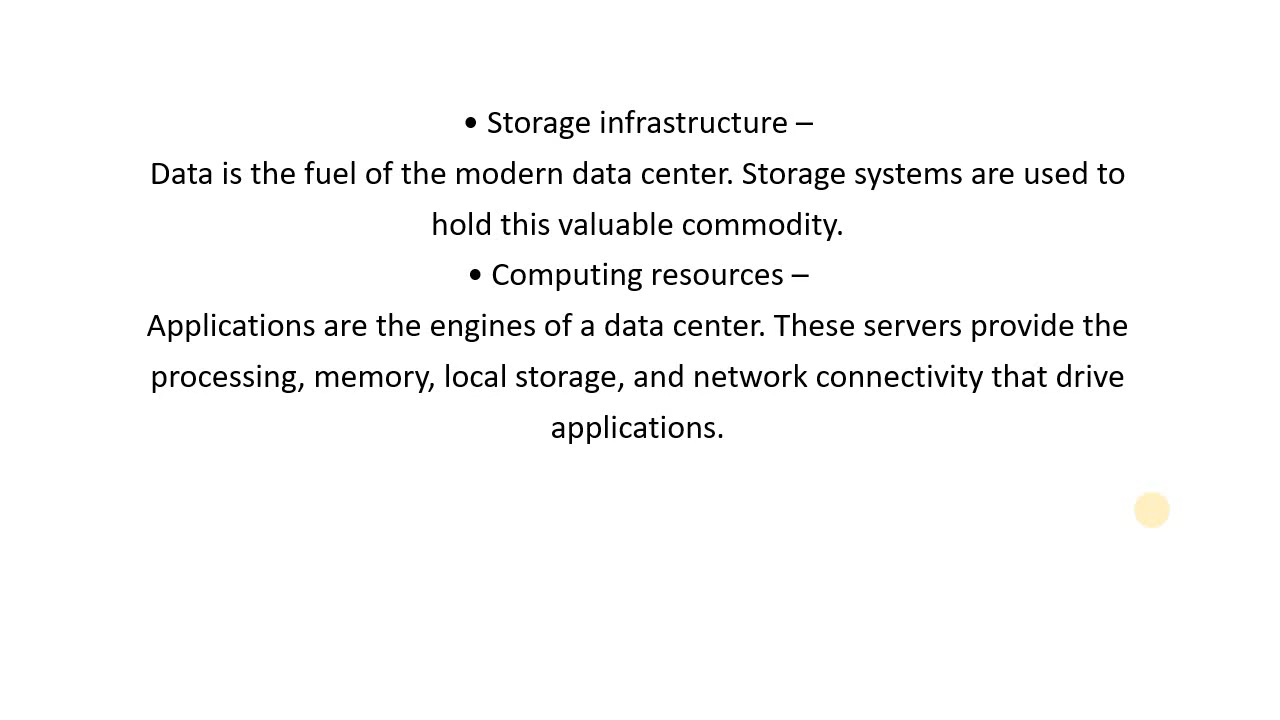 • Storage infrastructure –
Data is the fuel of the modern data center. Storage systems are used to
hold this valuable commodity.
• Computing resources –
Applications are the engines of a data center. These servers provide the
processing, memory, local storage, and network connectivity that drive
applications.